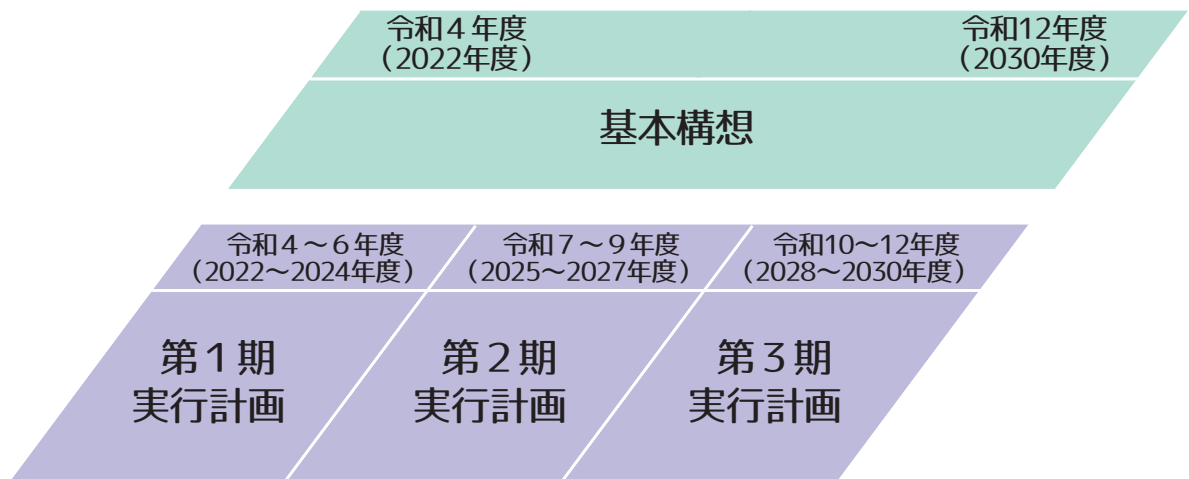 令和４年度
（2022年度）
令和12年度
（2030年度）
基本構想
令和４～６年度
（2022～2024年度）
令和７～９年度
（2025～2027年度）
令和10～12年度
（2028～2030年度）
第１期
実行計画
第２期
実行計画
第３期
実行計画